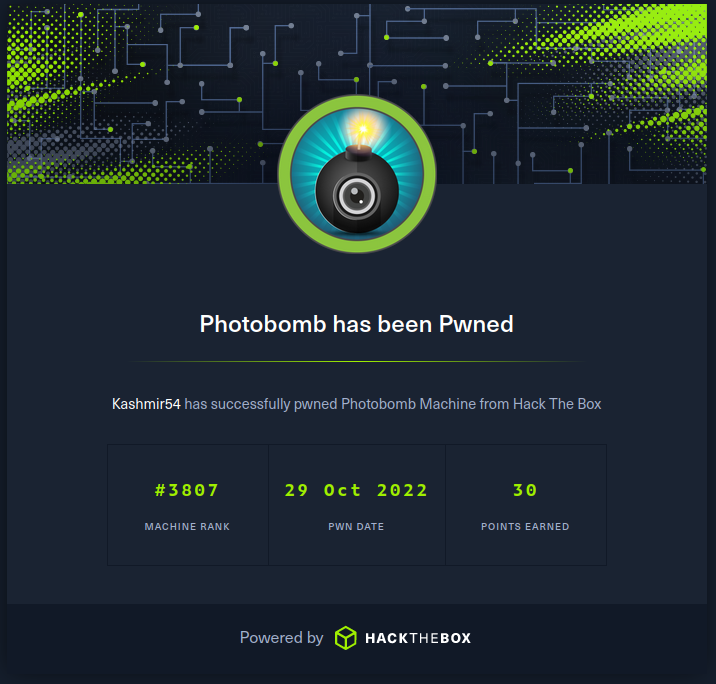 Photobomb has been Pwned
Kashmir54 has successfully pwned Photobomb Machine from Hack The Box
#3807 29 Oct 2022 30
MACHINE RANK PWN DATE POINTS EARNED
Powered by HACKTHEBOX